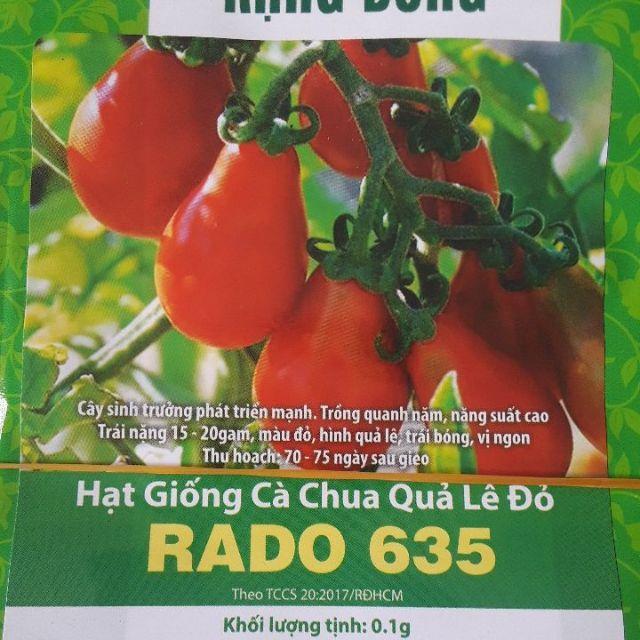 RẠNG ĐÔNG
Cây sinh trưởng phát triển mạnh. Trồng quanh năm, năng suất cao
Trái nặng 15 - 20gam, màu đỏ, hình quả lê, trái bóng, vị ngon
Thu hoạch: 70 - 75 ngày sau gieo
Hạt Giống Cà Chua Quả Lê Đỏ
RADO 635
Theo TCCS 20:2017/RĐHCM
Khối lượng tịnh: 0.1g